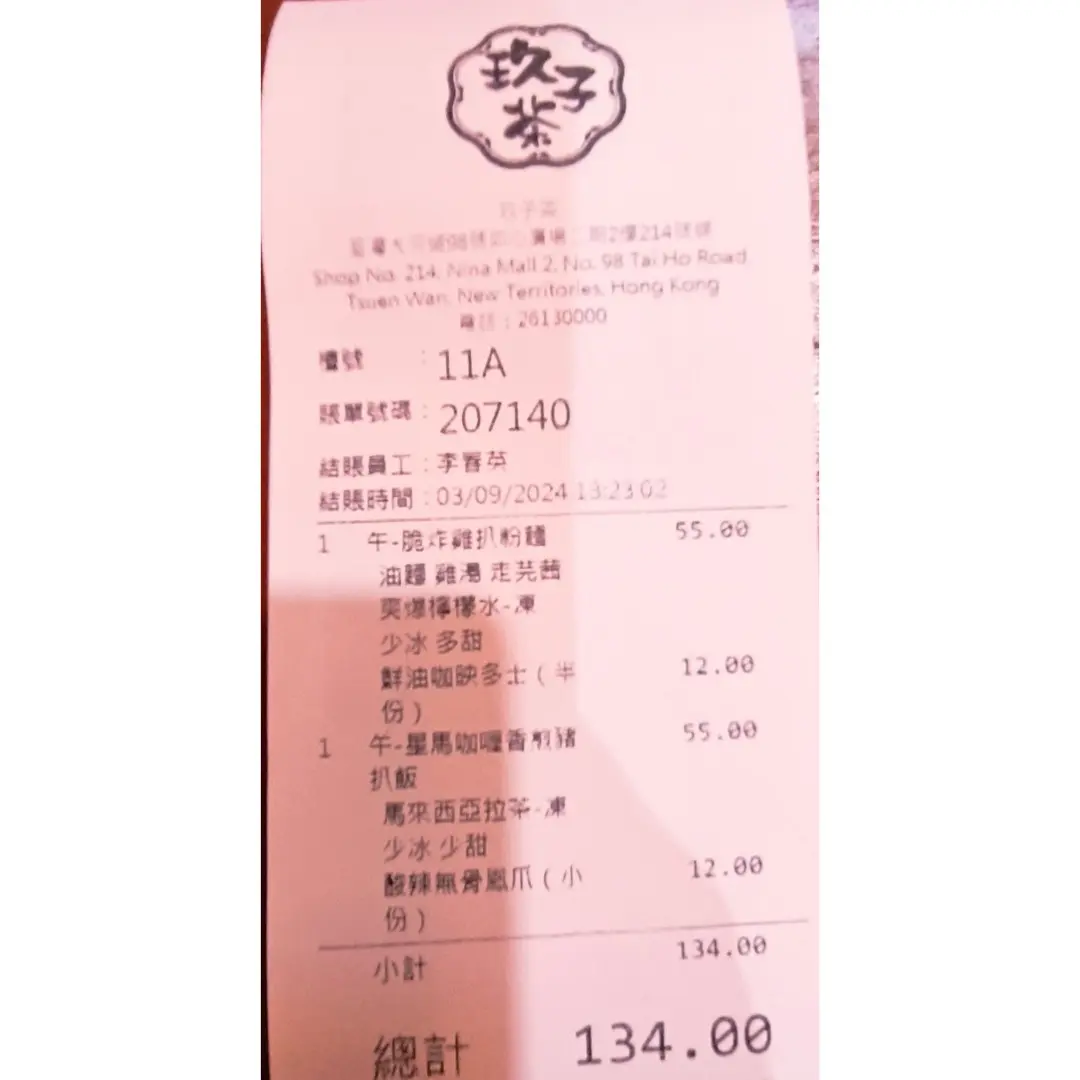 玖子茶
玖子茶
Shop No. 214, Nina Mall 2, No. 98 Tai Ho Road
Tsuen Wan, New Territories, Hong Kong
電話：26130000
檯號 : 11A
賬單號碼 : 207140
結賬員工 : 李春英
結賬時間 : 03/09/2024 13:23:02
1 午-脆炸雞扒粉麵 55.00
油麵 雞湯 走芫茜
爽爆檸檬水-凍
少冰 多甜
鮮油咖央多士（半 12.00
份）
1 午-星馬咖喱香煎豬 55.00
扒飯
馬來西亞拉茶-凍
少冰 少甜
酸辣無骨鳳爪（小 12.00
份）
小計 134.00
總計 134.00